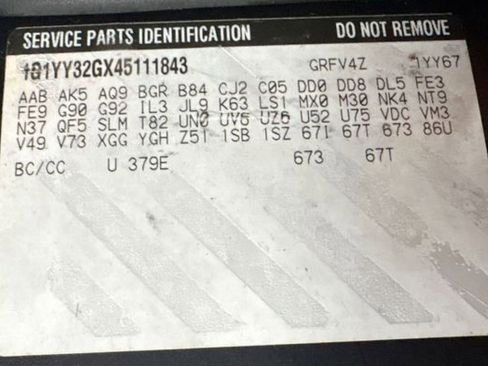 SERVICE PARTS IDENTIFICATION DO NOT REMOVE
1G1YY32GX45111843 GRFV4Z 1YY67
AAB AK5 AQ9 BGR B84 CJ2 C05 DD0 DD8 DL5 FE3
FE9 G90 G92 IL3 JL9 K63 LS1 MX0 M30 NK4 NT9
N37 QF5 SLM T82 UN0 UV6 UZ6 U52 U75 VDC VM3
V49 V73 XGG YGH Z51 1SB 1SZ 67I 67T 673 86U
BC/CC U 379E 673 67T